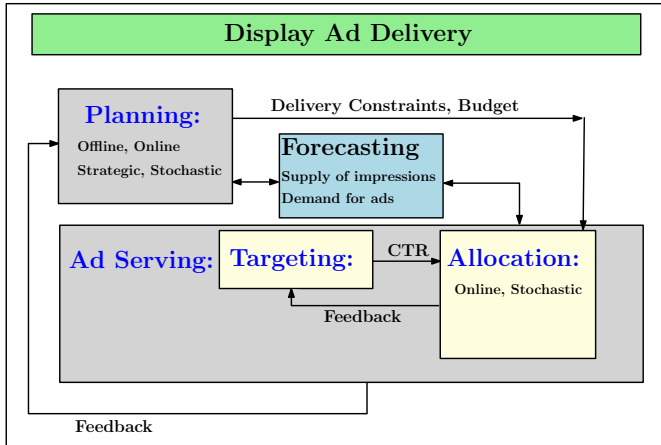 Display Ad Delivery
Planning:
Offline, Online
Strategic, Stochastic
Delivery Constraints, Budget
Forecasting
Supply of impressions
Demand for ads
Ad Serving:
Targeting:
CTR
Allocation:
Online, Stochastic
Feedback
Feedback